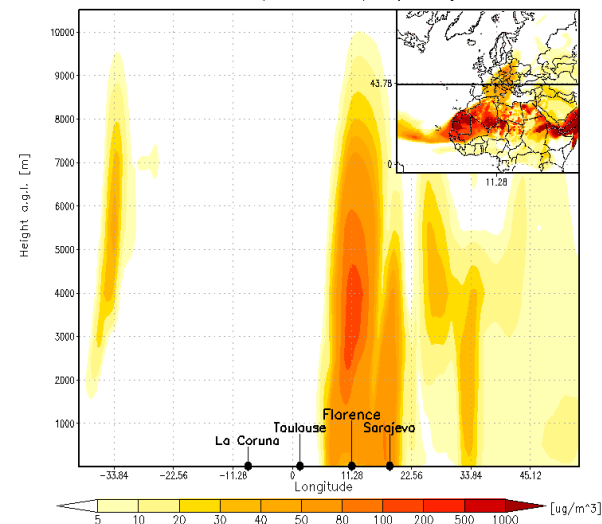 10000
9000
8000
7000
6000
5000
4000
3000
2000
1000
Height a.g.l. [m]
43.78
0
11.28
Florence
Toulouse Sarajevo
La Coruna
-33.84 -22.56 -11.28 0 11.28 22.56 33.84 45.12
Longitude
5 10 20 30 40 50 80 100 200 500 1000 [ug/m^3]